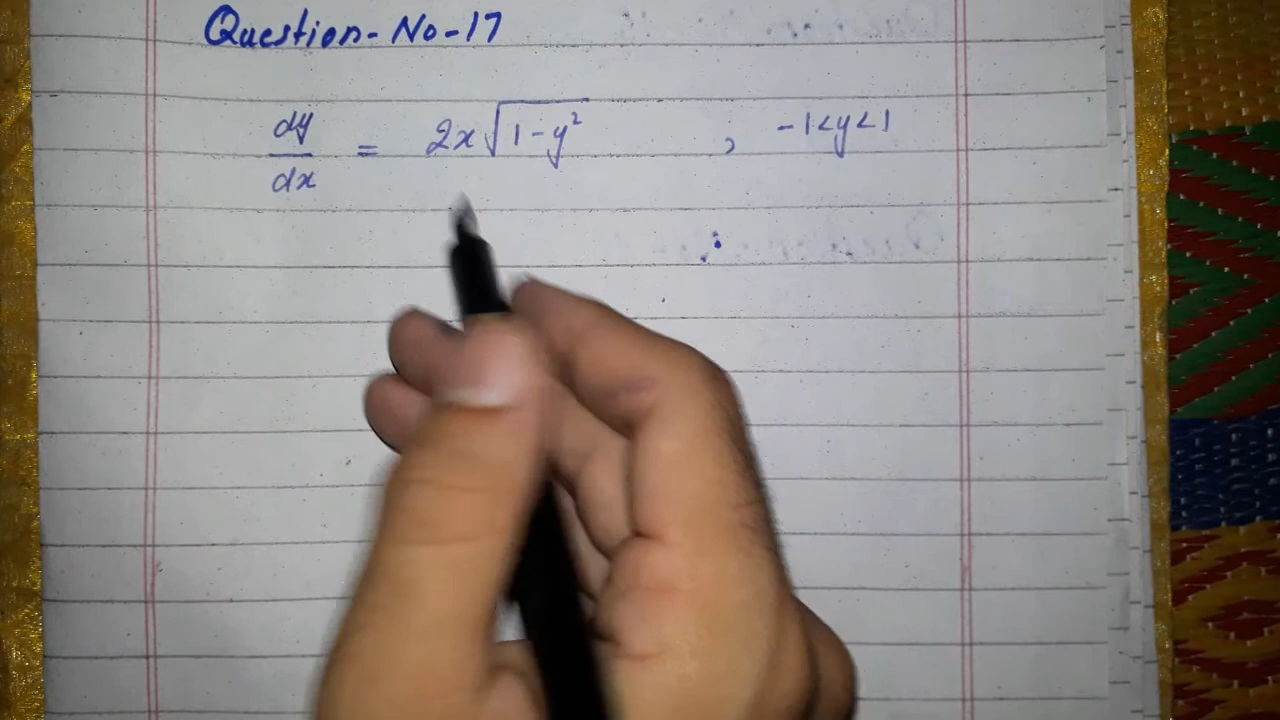 Question-No-17
dy/dx = 2x√(1-y²) , -1<y<1